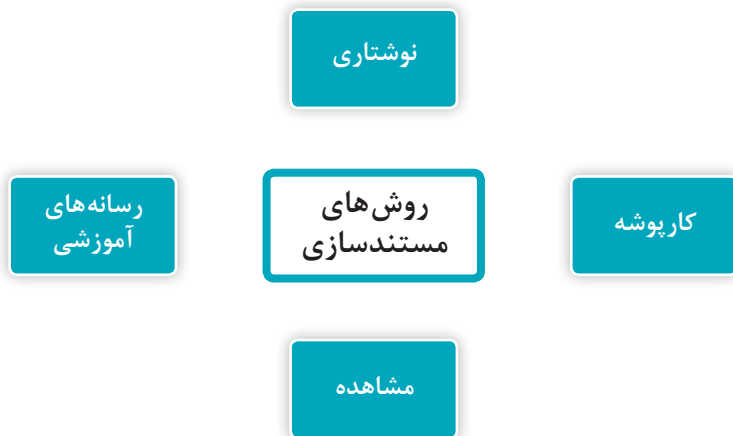 نوشتاری
کارپوشه
روش‌های
مستندسازی
رسانه‌های
آموزشی
مشاهده